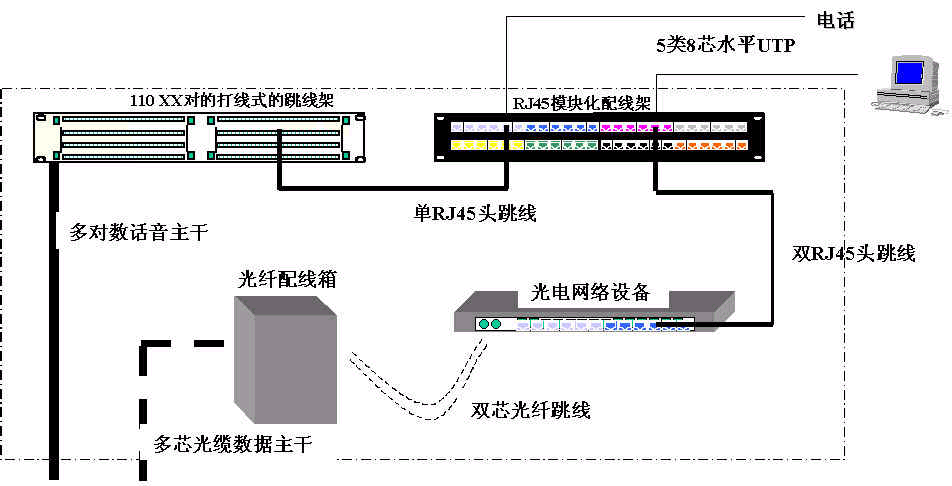 电话
5类8芯水平UTP
110 XX对的打线式的跳线架
RJ45模块化配线架
单RJ45头跳线
多对数话音主干
双RJ45头跳线
光纤配线箱
光电网络设备
双芯光纤跳线
多芯光缆数据主干